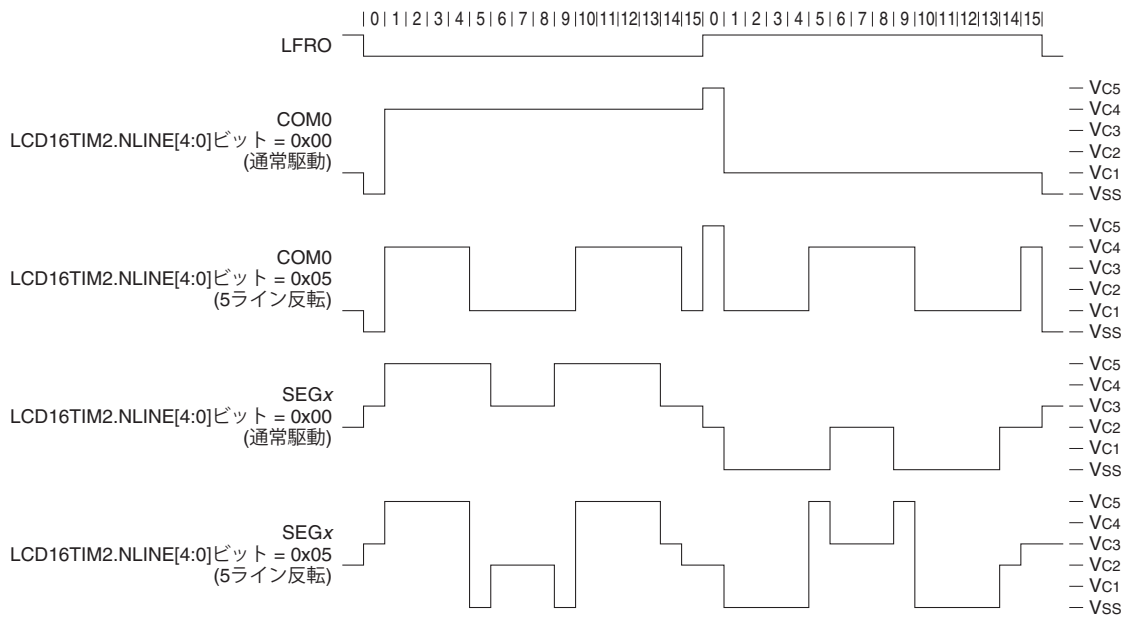 | 0 | 1 | 2 | 3 | 4 | 5 | 6 | 7 | 8 | 9 |10|11|12|13|14|15| 0 | 1 | 2 | 3 | 4 | 5 | 6 | 7 | 8 | 9 |10|11|12|13|14|15|
LFRO
COM0
LCD16TIM2.NLINE[4:0]ビット = 0x00
(通常駆動)
VC5
VC4
VC3
VC2
VC1
VSS
COM0
LCD16TIM2.NLINE[4:0]ビット = 0x05
(5ライン反転)
VC5
VC4
VC3
VC2
VC1
VSS
SEGx
LCD16TIM2.NLINE[4:0]ビット = 0x00
(通常駆動)
VC5
VC4
VC3
VC2
VC1
VSS
SEGx
LCD16TIM2.NLINE[4:0]ビット = 0x05
(5ライン反転)
VC5
VC4
VC3
VC2
VC1
VSS